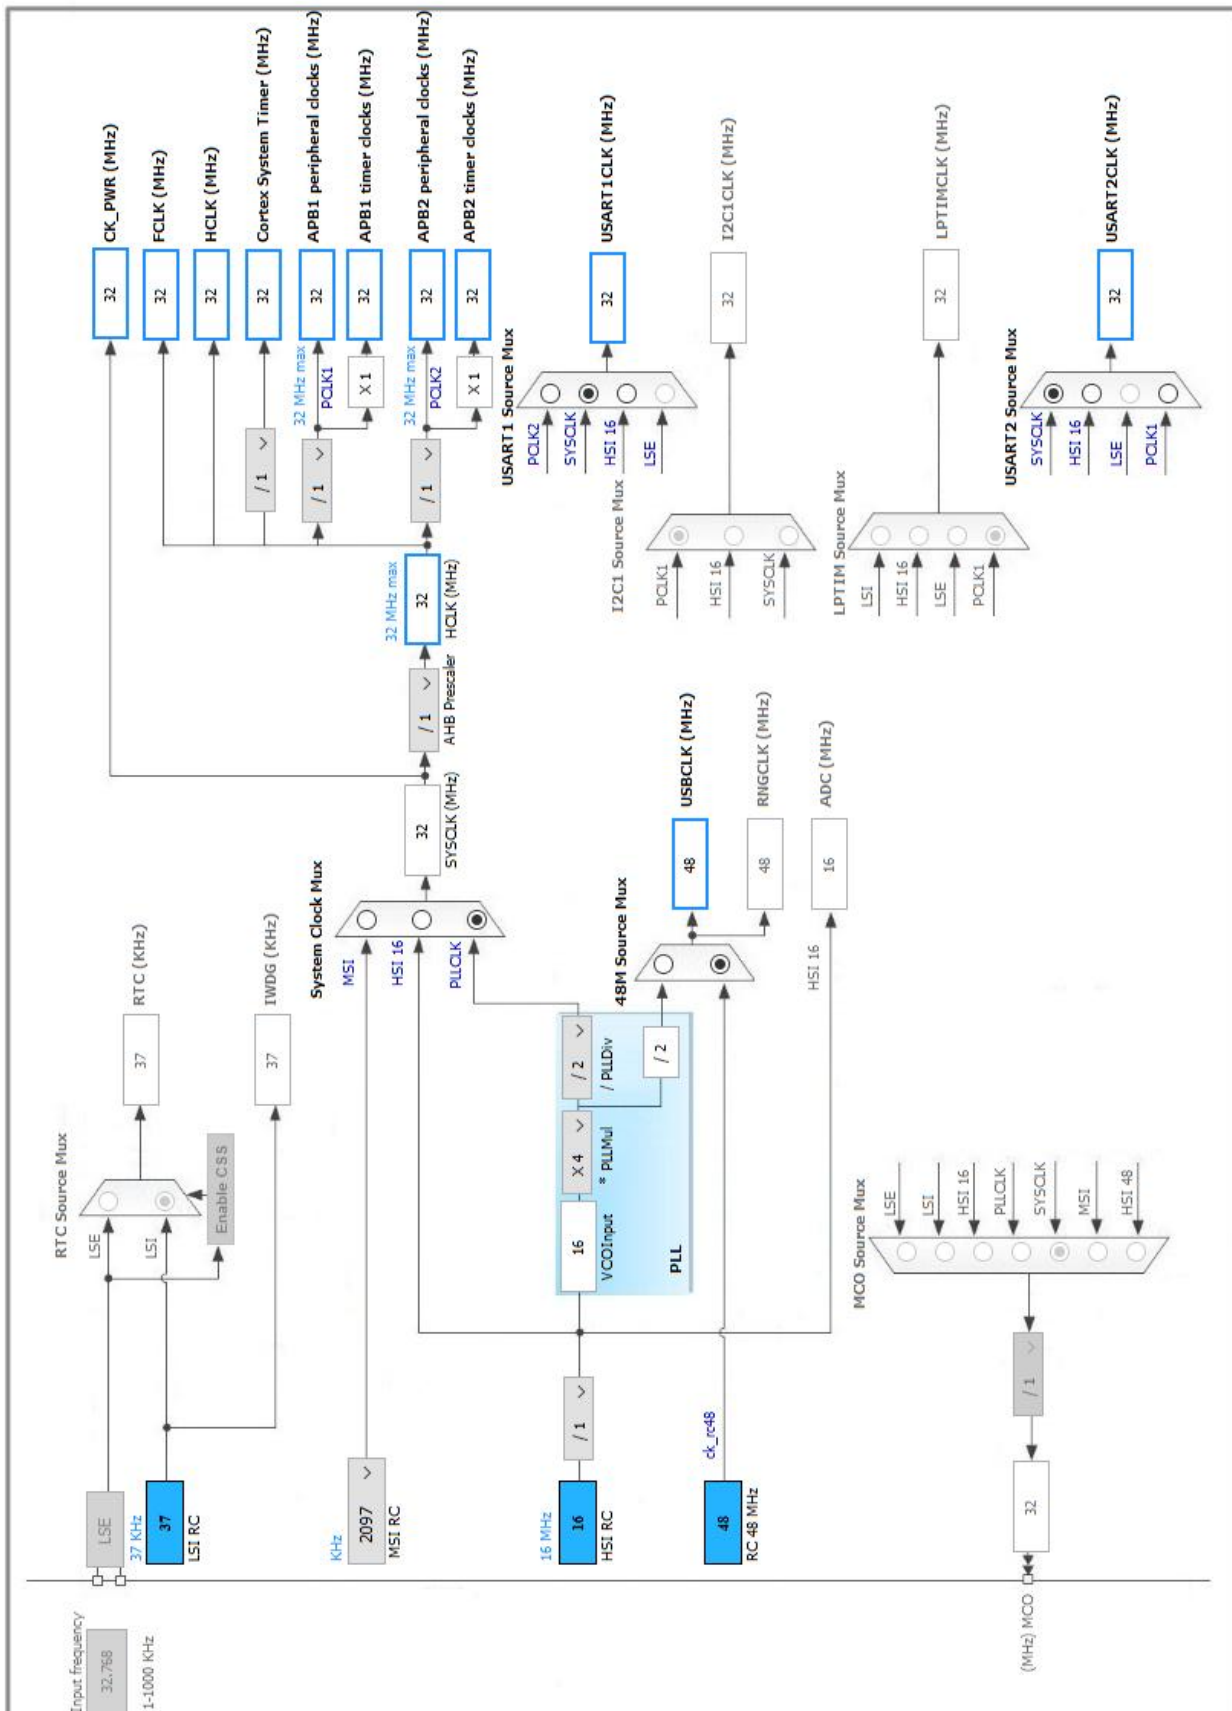 Input frequency
32.768
1-1000 KHz
LSE
37 KHz
37
LSI RC
RTC Source Mux
LSE
LSI
Enable CSS
37
RTC (KHz)
37
IWDG (KHz)
KHz
2097
MSI RC
16 MHz
16
HSI RC
/ 1
48
RC 48 MHz
ck_rc48
16
VCOInput
X 4
* PLLMul
/ 2
/ PLLDiv
/ 2
PLL
System Clock Mux
MSI
HSI 16
PLLCLK
32
SYSCLK (MHz)
/ 1
AHB Prescaler
32 MHz max
32
HCLK (MHz)
32
CK_PWR (MHz)
32
FCLK (MHz)
32
HCLK (MHz)
/ 1
32
Cortex System Timer (MHz)
/ 1
32 MHz max
PCLK1
32
APB1 peripheral clocks (MHz)
X 1
32
APB1 timer clocks (MHz)
/ 1
32 MHz max
PCLK2
32
APB2 peripheral clocks (MHz)
X 1
32
APB2 timer clocks (MHz)
48M Source Mux
48
USBCLK (MHz)
48
RNGCLK (MHz)
HSI 16
16
ADC (MHz)
USART1 Source Mux
PCLK2
SYSCLK
HSI 16
LSE
32
USART1CLK (MHz)
I2C1 Source Mux
PCLK1
HSI 16
SYSCLK
32
I2C1CLK (MHz)
LPTIM Source Mux
LSI
HSI 16
LSE
PCLK1
32
LPTIMCLK (MHz)
USART2 Source Mux
SYSCLK
HSI 16
LSE
PCLK1
32
USART2CLK (MHz)
MCO Source Mux
LSE
LSI
HSI 16
PLLCLK
SYSCLK
MSI
HSI 48
/ 1
32
(MHz) MCO